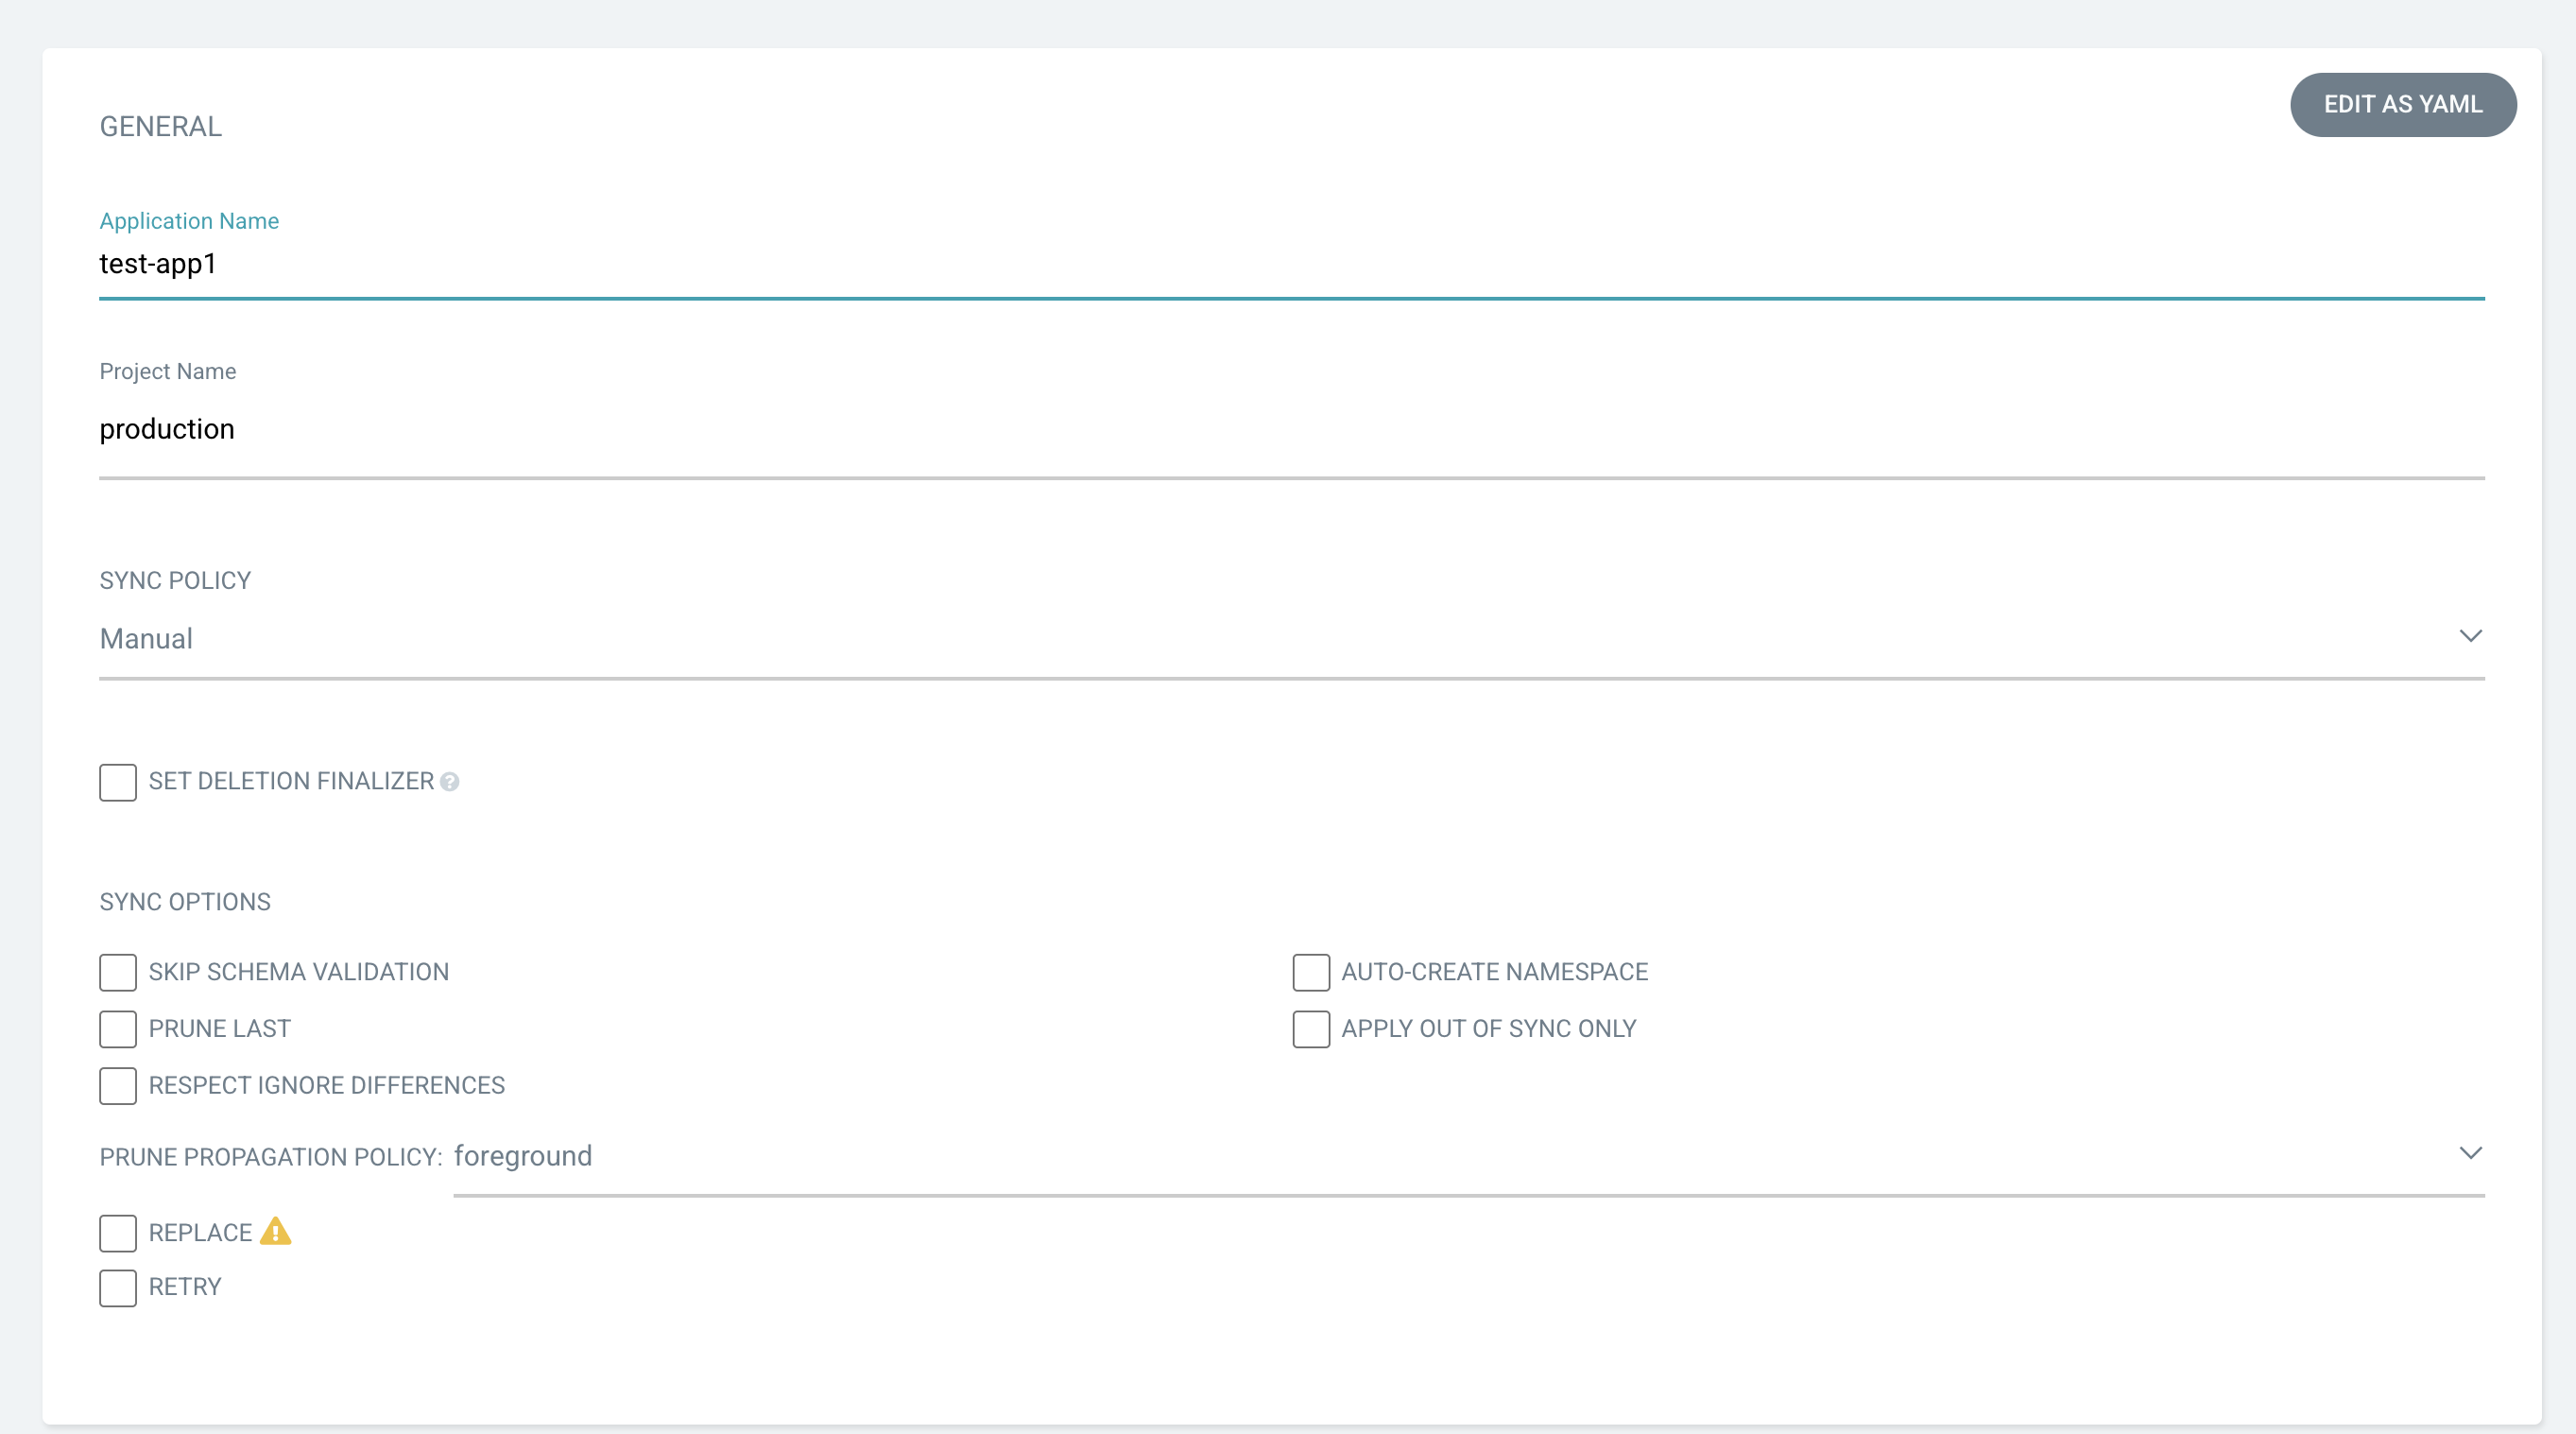 GENERAL
EDIT AS YAML
Application Name
test-app1
Project Name
production
SYNC POLICY
Manual
SET DELETION FINALIZER
SYNC OPTIONS
SKIP SCHEMA VALIDATION
AUTO-CREATE NAMESPACE
PRUNE LAST
APPLY OUT OF SYNC ONLY
RESPECT IGNORE DIFFERENCES
PRUNE PROPAGATION POLICY: foreground
REPLACE
RETRY